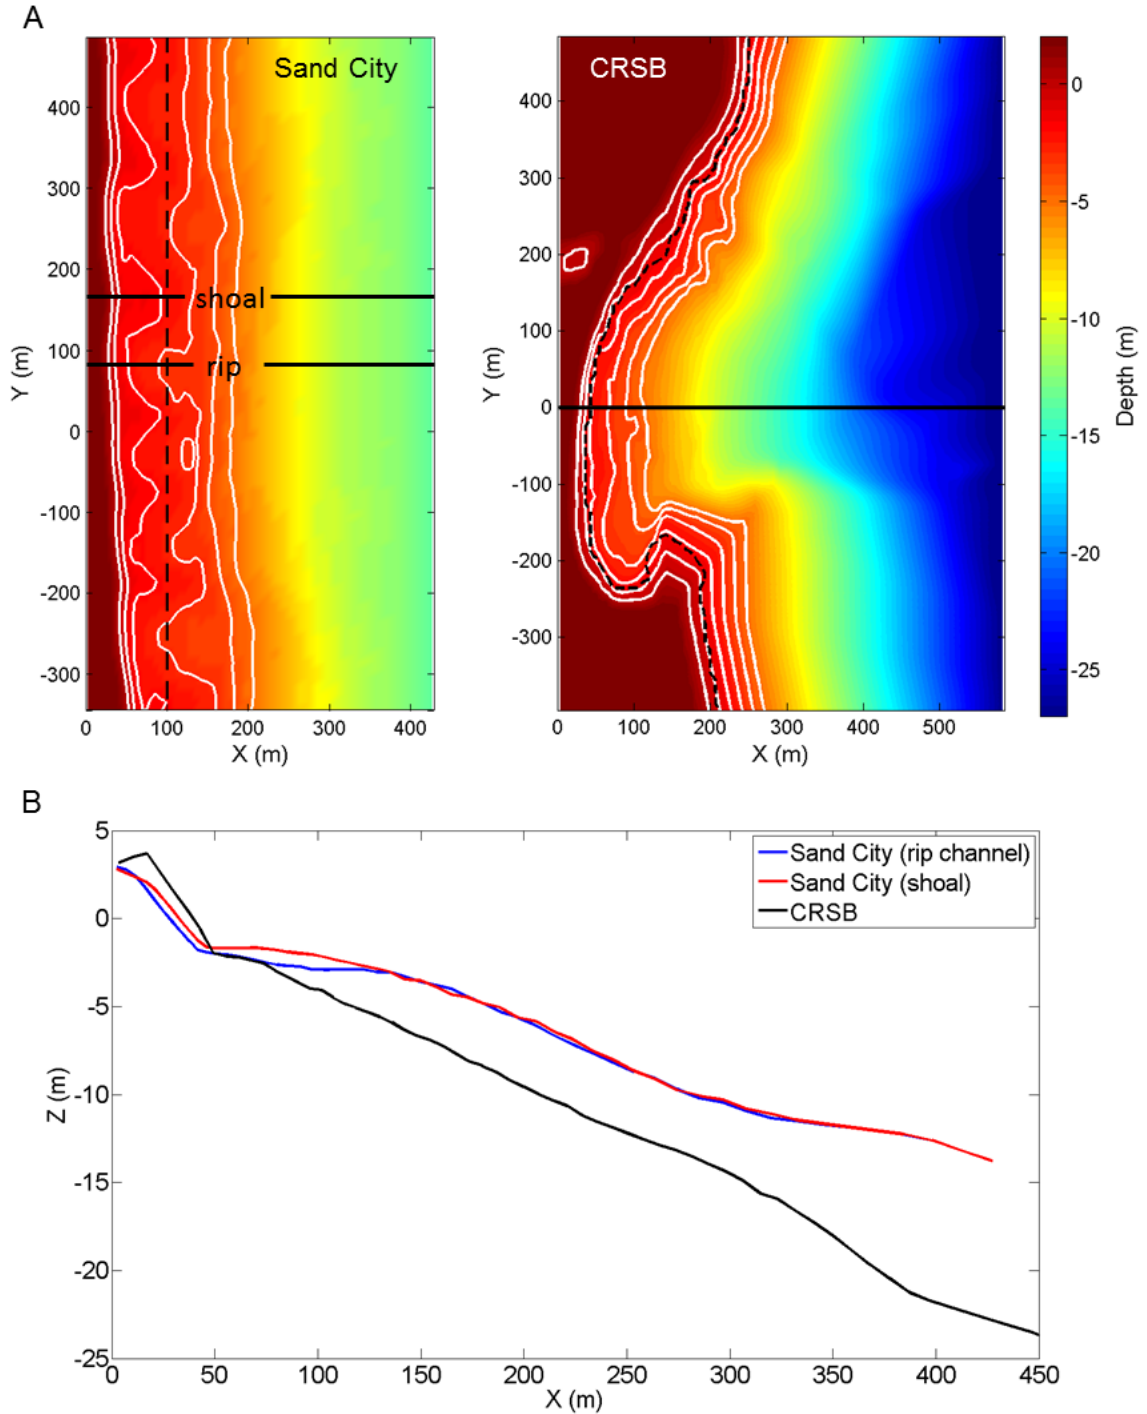 A
Sand City
CRSB
400
300
200
100
0
-100
-200
-300
Y (m)
shoal
rip
0 100 200 300 400
X (m)
400
300
200
100
0
-100
-200
-300
Y (m)
0 100 200 300 400 500
X (m)
0
-5
-10
-15
-20
-25
Depth (m)
B
5
0
-5
-10
-15
-20
-25
Z (m)
Sand City (rip channel)
Sand City (shoal)
CRSB
0 50 100 150 200 250 300 350 400 450
X (m)